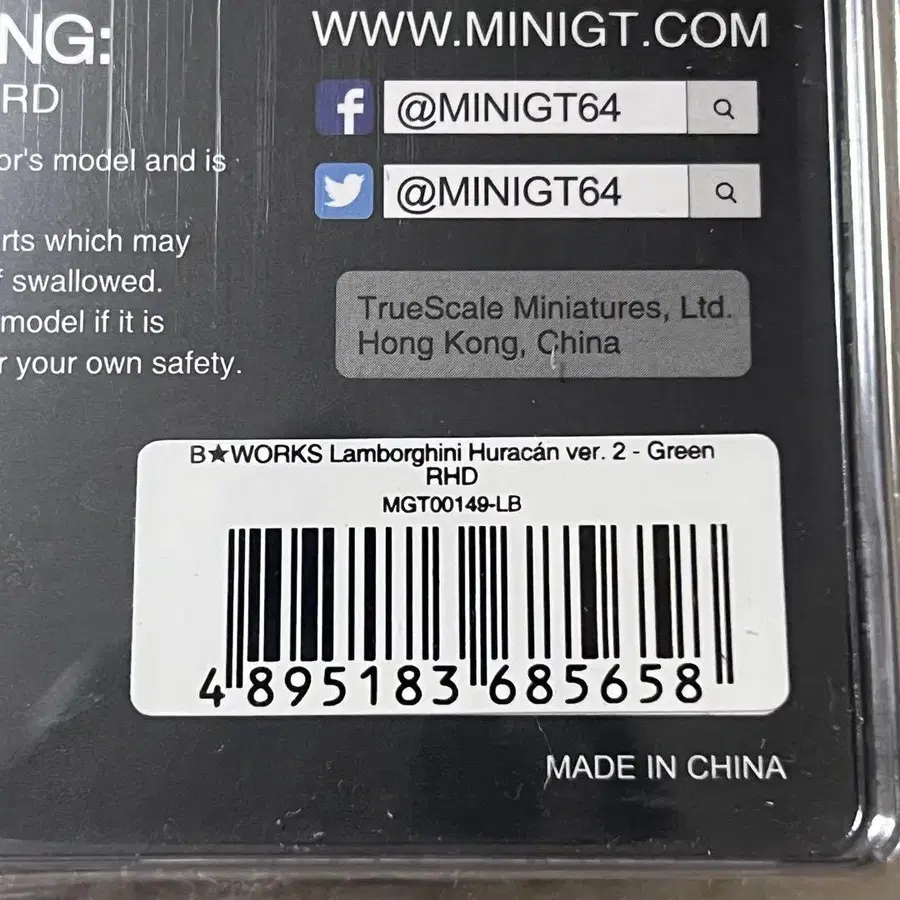 NG:
RD
or's model and is
rts which may
f swallowed.
model if it is
r your own safety.
WWW.MINIGT.COM
f @MINIGT64
@MINIGT64
TrueScale Miniatures, Ltd.
Hong Kong, China
B★WORKS Lamborghini Huracán ver. 2 - Green
RHD
MGT00149-LB
4 895183 685658
MADE IN CHINA